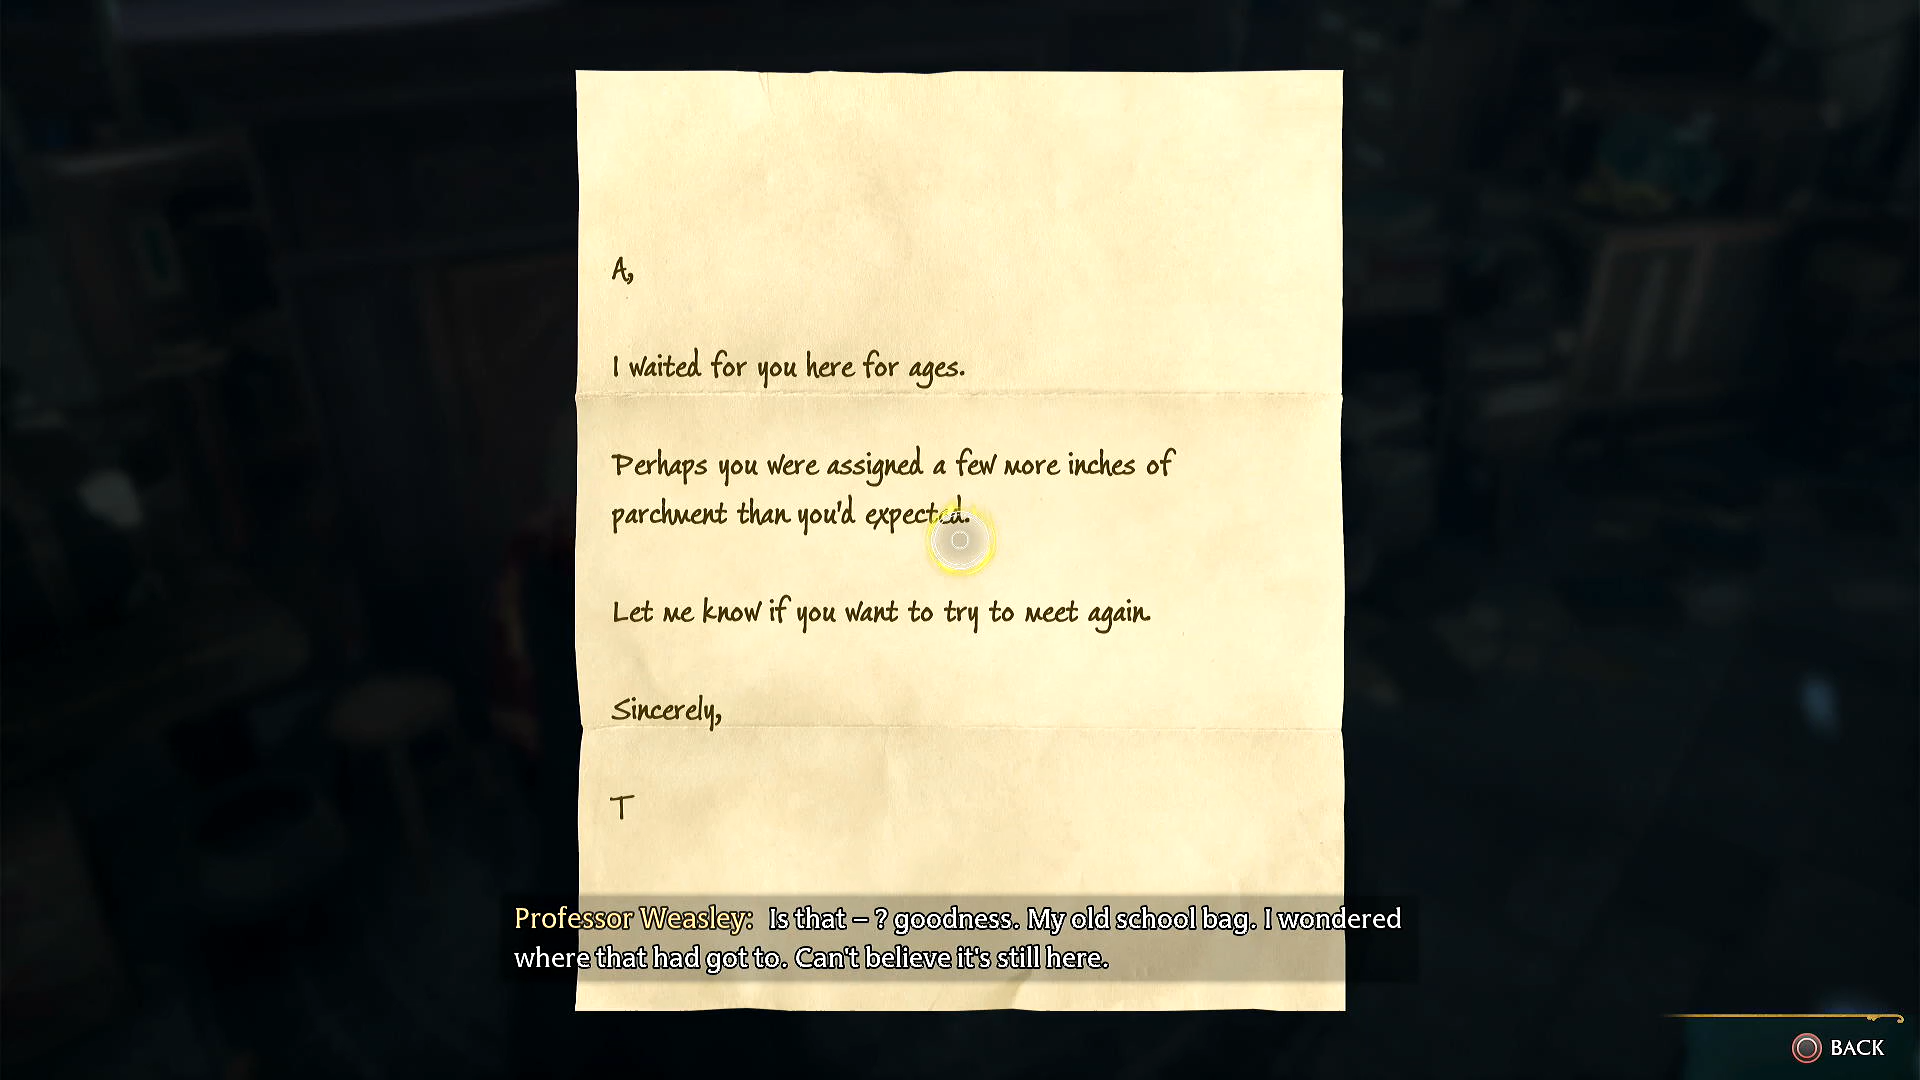 A,
I waited for you here for ages.
Perhaps you were assigned a few more inches of
parchment than you'd expected.
Let me know if you want to try to meet again.
Sincerely,
T
Professor Weasley: Is that – ? goodness. My old school bag. I wondered
where that had got to. Can't believe it's still here.
BACK